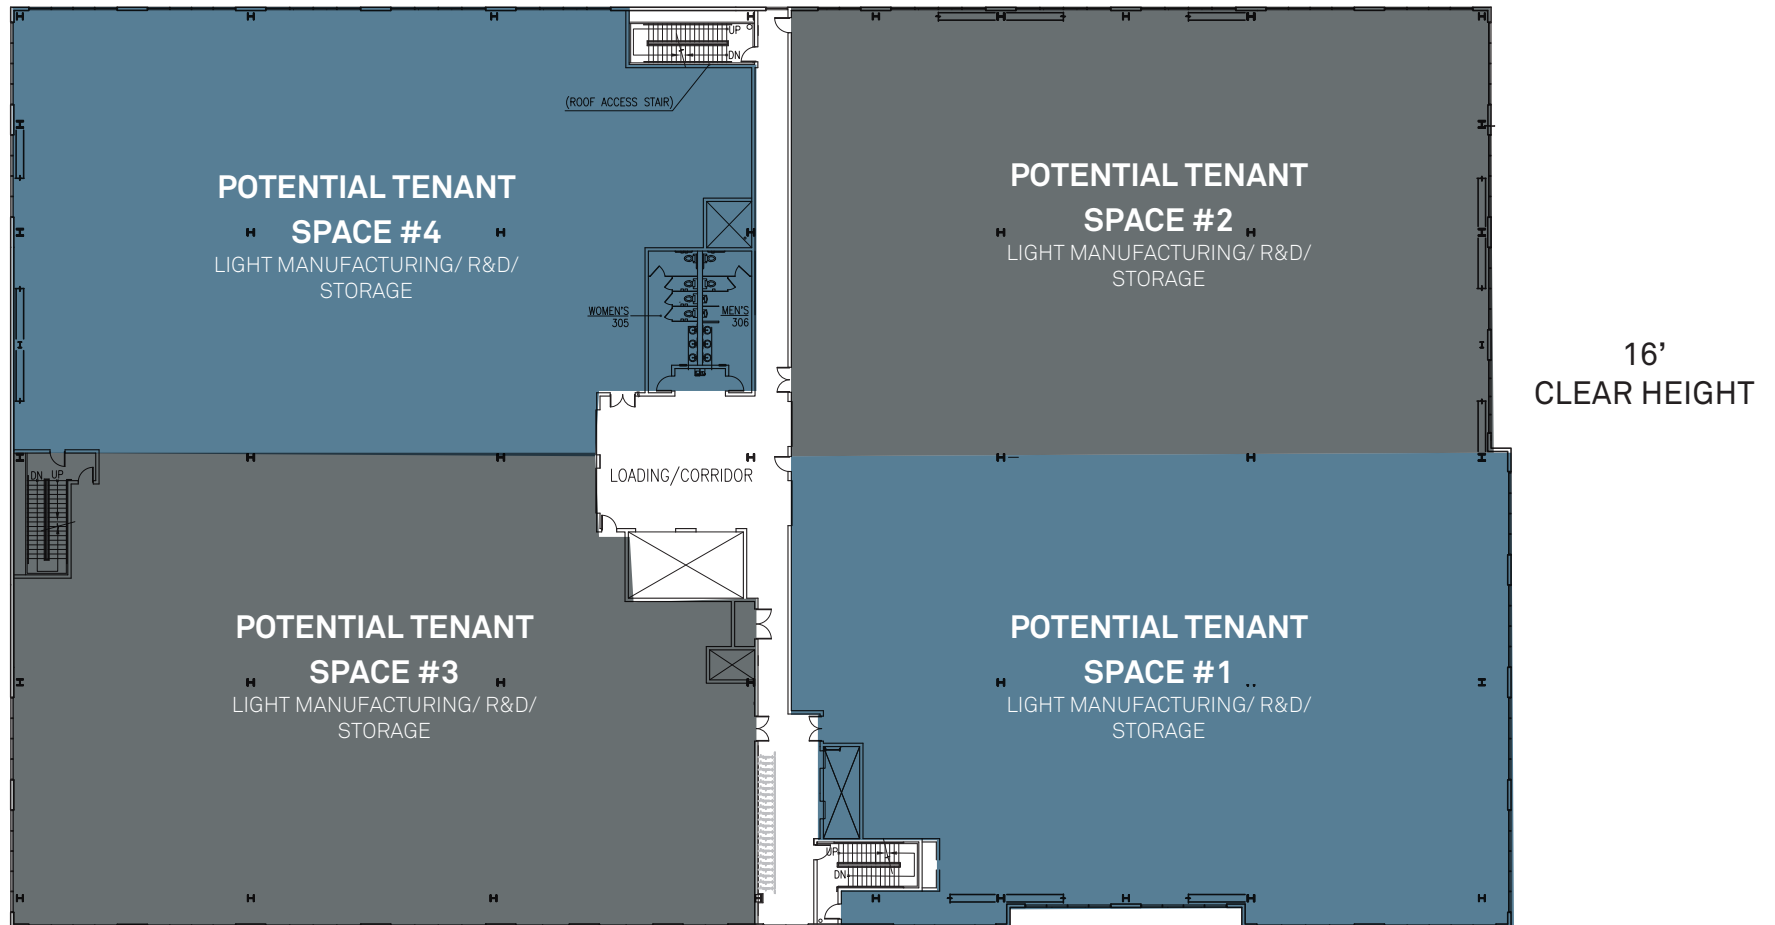 UP
DN
(ROOF ACCESS STAIR)
POTENTIAL TENANT
SPACE #4
LIGHT MANUFACTURING/ R&D/
STORAGE
WOMEN'S
305
MEN'S
306
POTENTIAL TENANT
SPACE #2
LIGHT MANUFACTURING/ R&D/
STORAGE
16’
CLEAR HEIGHT
DN UP
LOADING/CORRIDOR
POTENTIAL TENANT
SPACE #3
LIGHT MANUFACTURING/ R&D/
STORAGE
POTENTIAL TENANT
SPACE #1
LIGHT MANUFACTURING/ R&D/
STORAGE
UP
DN